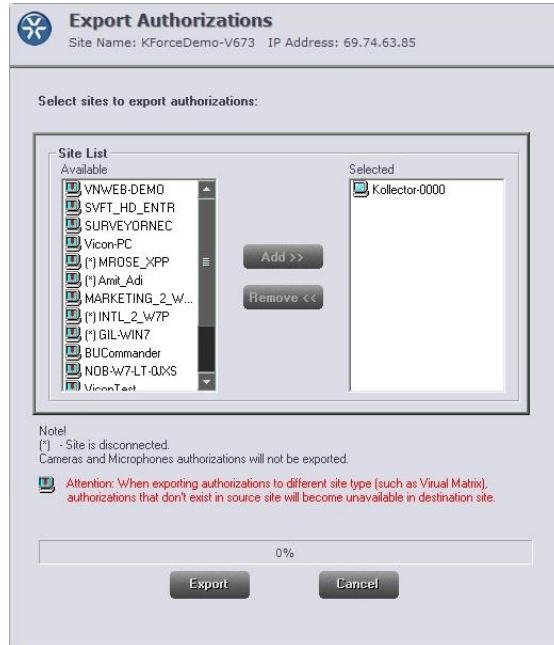 Export Authorizations
Site Name: KForceDemo-V673 IP Address: 69.74.63.85
Select sites to export authorizations:
Site List
Available
VNWEB-DEMO
SVFT_HD_ENTR
SURVEYORNEC
Vicon-PC
(*) MROSE_XPP
(*) Amit_Adi
MARKETING_2_W...
(*) INTL_2_W7P
(*) GIL-WIN7
BUCommander
NOB-W7-LT-0JXS
ViconTest
Add >>
Remove <<
Selected
Kollector-0000
Note!
(*) - Site is disconnected.
Cameras and Microphones authorizations will not be exported.
Attention: When exporting authorizations to different site type (such as Virual Matrix),
authorizations that don't exist in source site will become unavailable in destination site.
0%
Export
Cancel